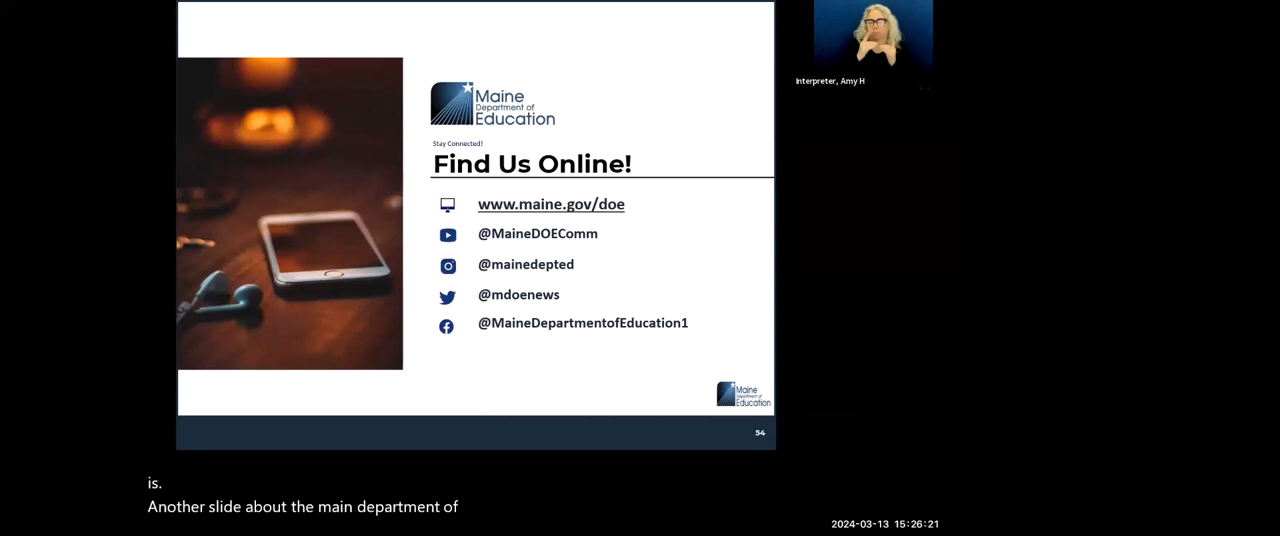 Maine
Department of
Education
Stay Connected!
Find Us Online!
www.maine.gov/doe
@MaineDOEComm
@mainedepted
@mdoenews
@MaineDepartmentofEducation1
Maine
Department of
Education
54
Interpreter, Amy H
is.
Another slide about the main department of
2024-03-13 15:26:21